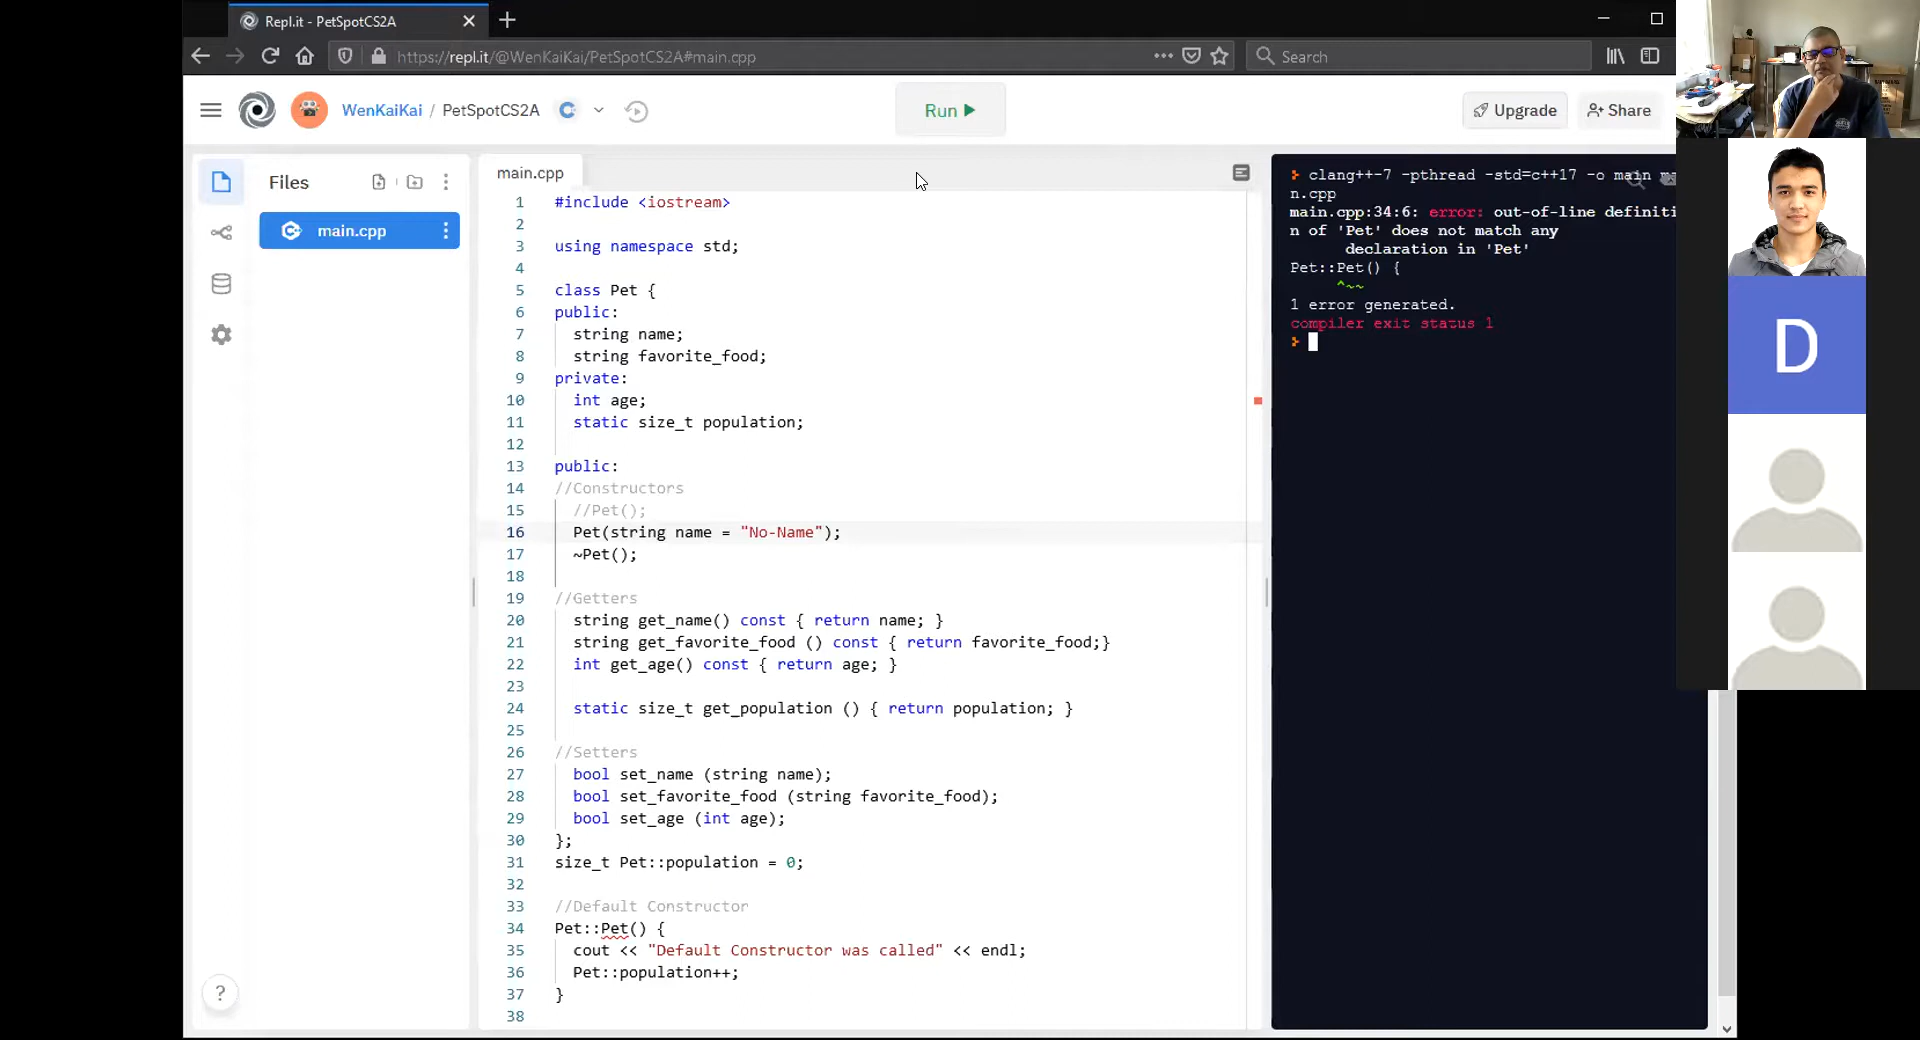 Repl.it - PetSpotCS2A
https://repl.it/@WenKaiKai/PetSpotCS2A#main.cpp
Search
WenKaiKai / PetSpotCS2A
Run
Upgrade
Share
Files
main.cpp
main.cpp
1 #include <iostream>
2
3 using namespace std;
4
5 class Pet {
6 public:
7 string name;
8 string favorite_food;
9 private:
10 int age;
11 static size_t population;
12
13 public:
14 //Constructors
15 //Pet();
16 Pet(string name = "No-Name");
17 ~Pet();
18
19 //Getters
20 string get_name() const { return name; }
21 string get_favorite_food () const { return favorite_food;}
22 int get_age() const { return age; }
23
24 static size_t get_population () { return population; }
25
26 //Setters
27 bool set_name (string name);
28 bool set_favorite_food (string favorite_food);
29 bool set_age (int age);
30 };
31 size_t Pet::population = 0;
32
33 //Default Constructor
34 Pet::Pet() {
35 cout << "Default Constructor was called" << endl;
36 Pet::population++;
37 }
38
clang++-7 -pthread -std=c++17 -o main ma
n.cpp
main.cpp:34:6: error: out-of-line definiti
n of 'Pet' does not match any
declaration in 'Pet'
Pet::Pet() {
^~~
1 error generated.
compiler exit status 1
D
?